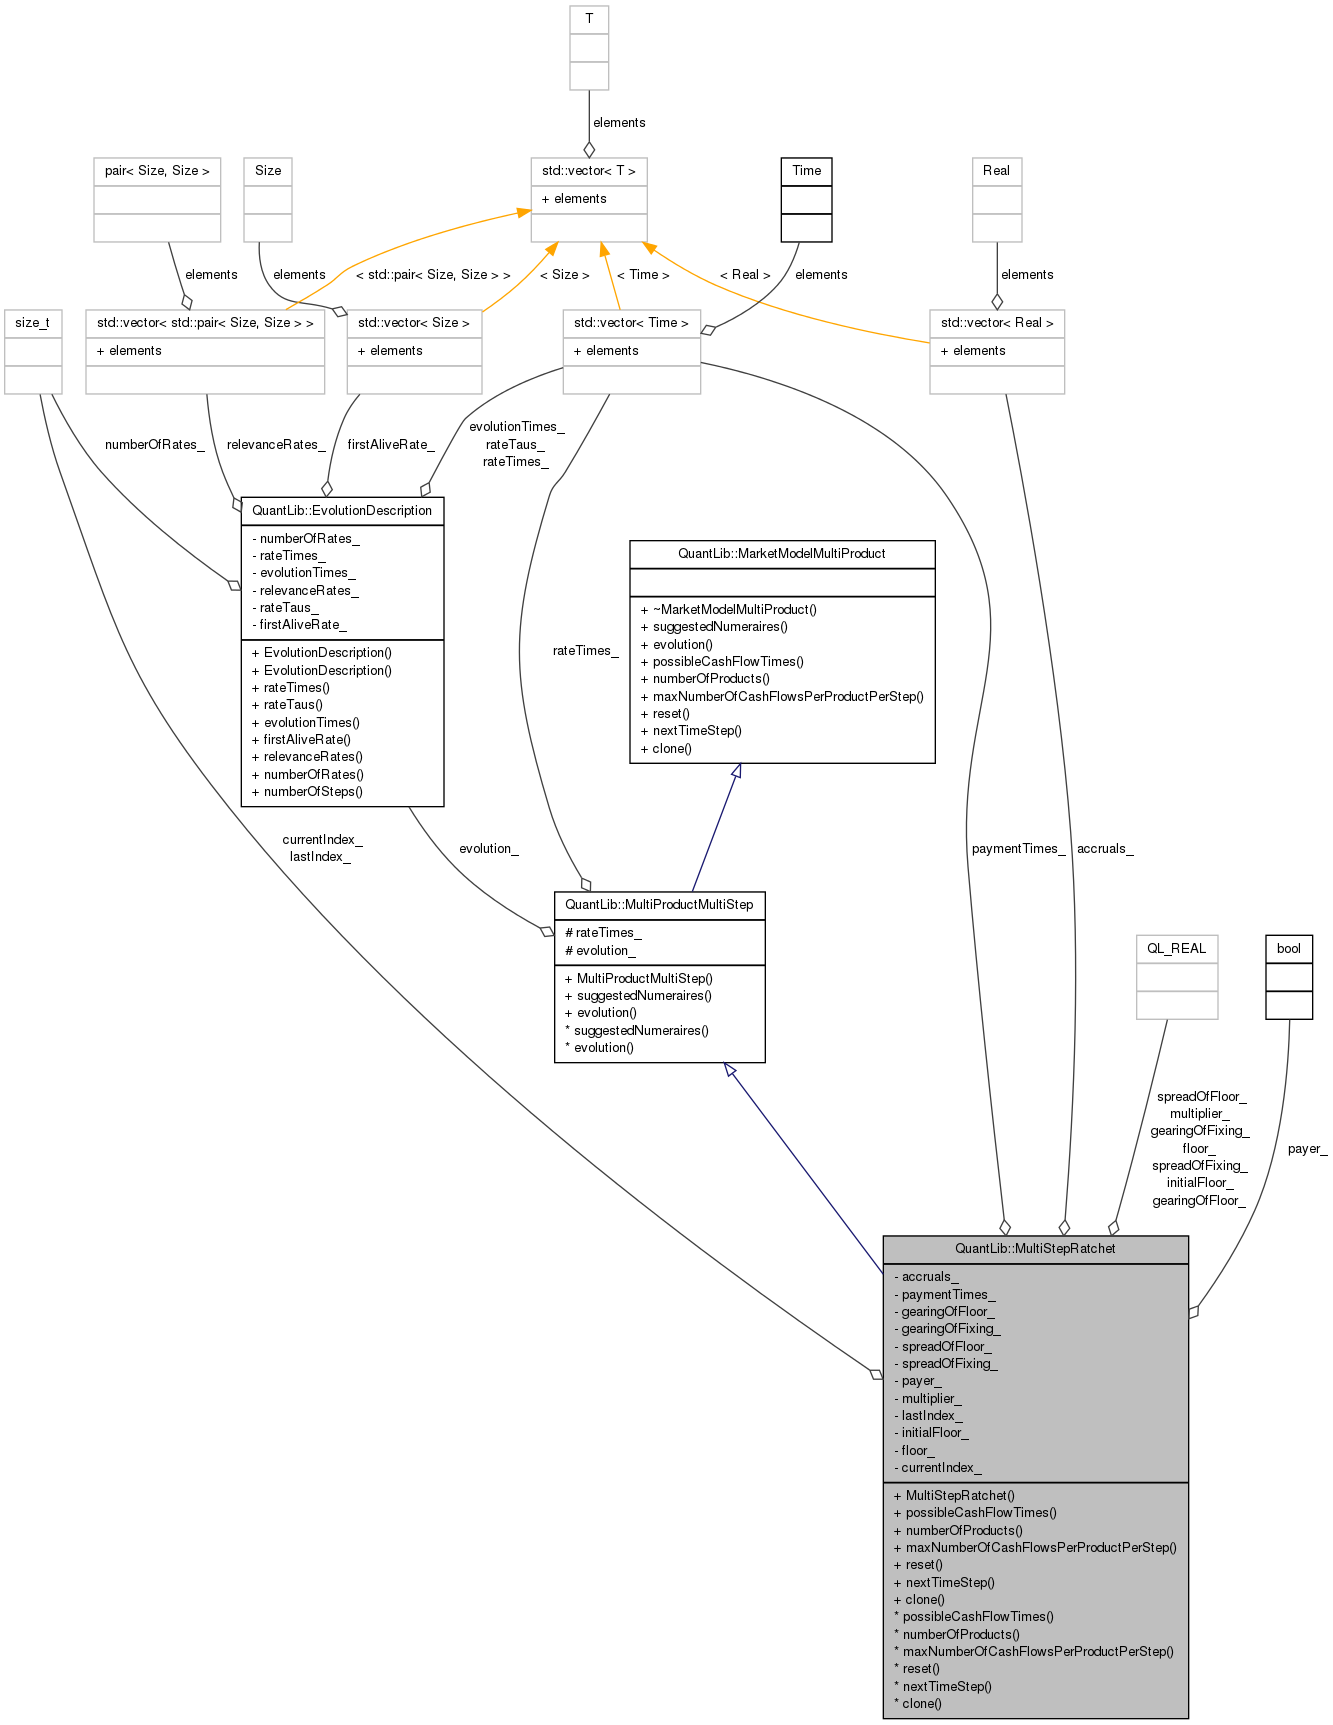 T
elements
pair< Size, Size >
Size
std::vector< T >
+ elements
Time
Real
elements
elements
< std::pair< Size, Size > >
< Size >
< Time >
< Real >
elements
elements
size_t
std::vector< std::pair< Size, Size > >
+ elements
std::vector< Size >
+ elements
std::vector< Time >
+ elements
std::vector< Real >
+ elements
numberOfRates_
relevanceRates_
firstAliveRate_
evolutionTimes_
rateTaus_
rateTimes_
QuantLib::EvolutionDescription
- numberOfRates_
- rateTimes_
- evolutionTimes_
- relevanceRates_
- rateTaus_
- firstAliveRate_
+ EvolutionDescription()
+ EvolutionDescription()
+ rateTimes()
+ rateTaus()
+ evolutionTimes()
+ firstAliveRate()
+ relevanceRates()
+ numberOfRates()
+ numberOfSteps()
rateTimes_
QuantLib::MarketModelMultiProduct
+ ~MarketModelMultiProduct()
+ suggestedNumeraires()
+ evolution()
+ possibleCashFlowTimes()
+ numberOfProducts()
+ maxNumberOfCashFlowsPerProductPerStep()
+ reset()
+ nextTimeStep()
+ clone()
currentIndex_
lastIndex_
evolution_
paymentTimes_
accruals_
QuantLib::MultiProductMultiStep
# rateTimes_
# evolution_
+ MultiProductMultiStep()
+ suggestedNumeraires()
+ evolution()
* suggestedNumeraires()
* evolution()
QL_REAL
bool
spreadOfFloor_
multiplier_
gearingOfFixing_
floor_
spreadOfFixing_
initialFloor_
gearingOfFloor_
payer_
QuantLib::MultiStepRatchet
- accruals_
- paymentTimes_
- gearingOfFloor_
- gearingOfFixing_
- spreadOfFloor_
- spreadOfFixing_
- payer_
- multiplier_
- lastIndex_
- initialFloor_
- floor_
- currentIndex_
+ MultiStepRatchet()
+ possibleCashFlowTimes()
+ numberOfProducts()
+ maxNumberOfCashFlowsPerProductPerStep()
+ reset()
+ nextTimeStep()
+ clone()
* possibleCashFlowTimes()
* numberOfProducts()
* maxNumberOfCashFlowsPerProductPerStep()
* reset()
* nextTimeStep()
* clone()